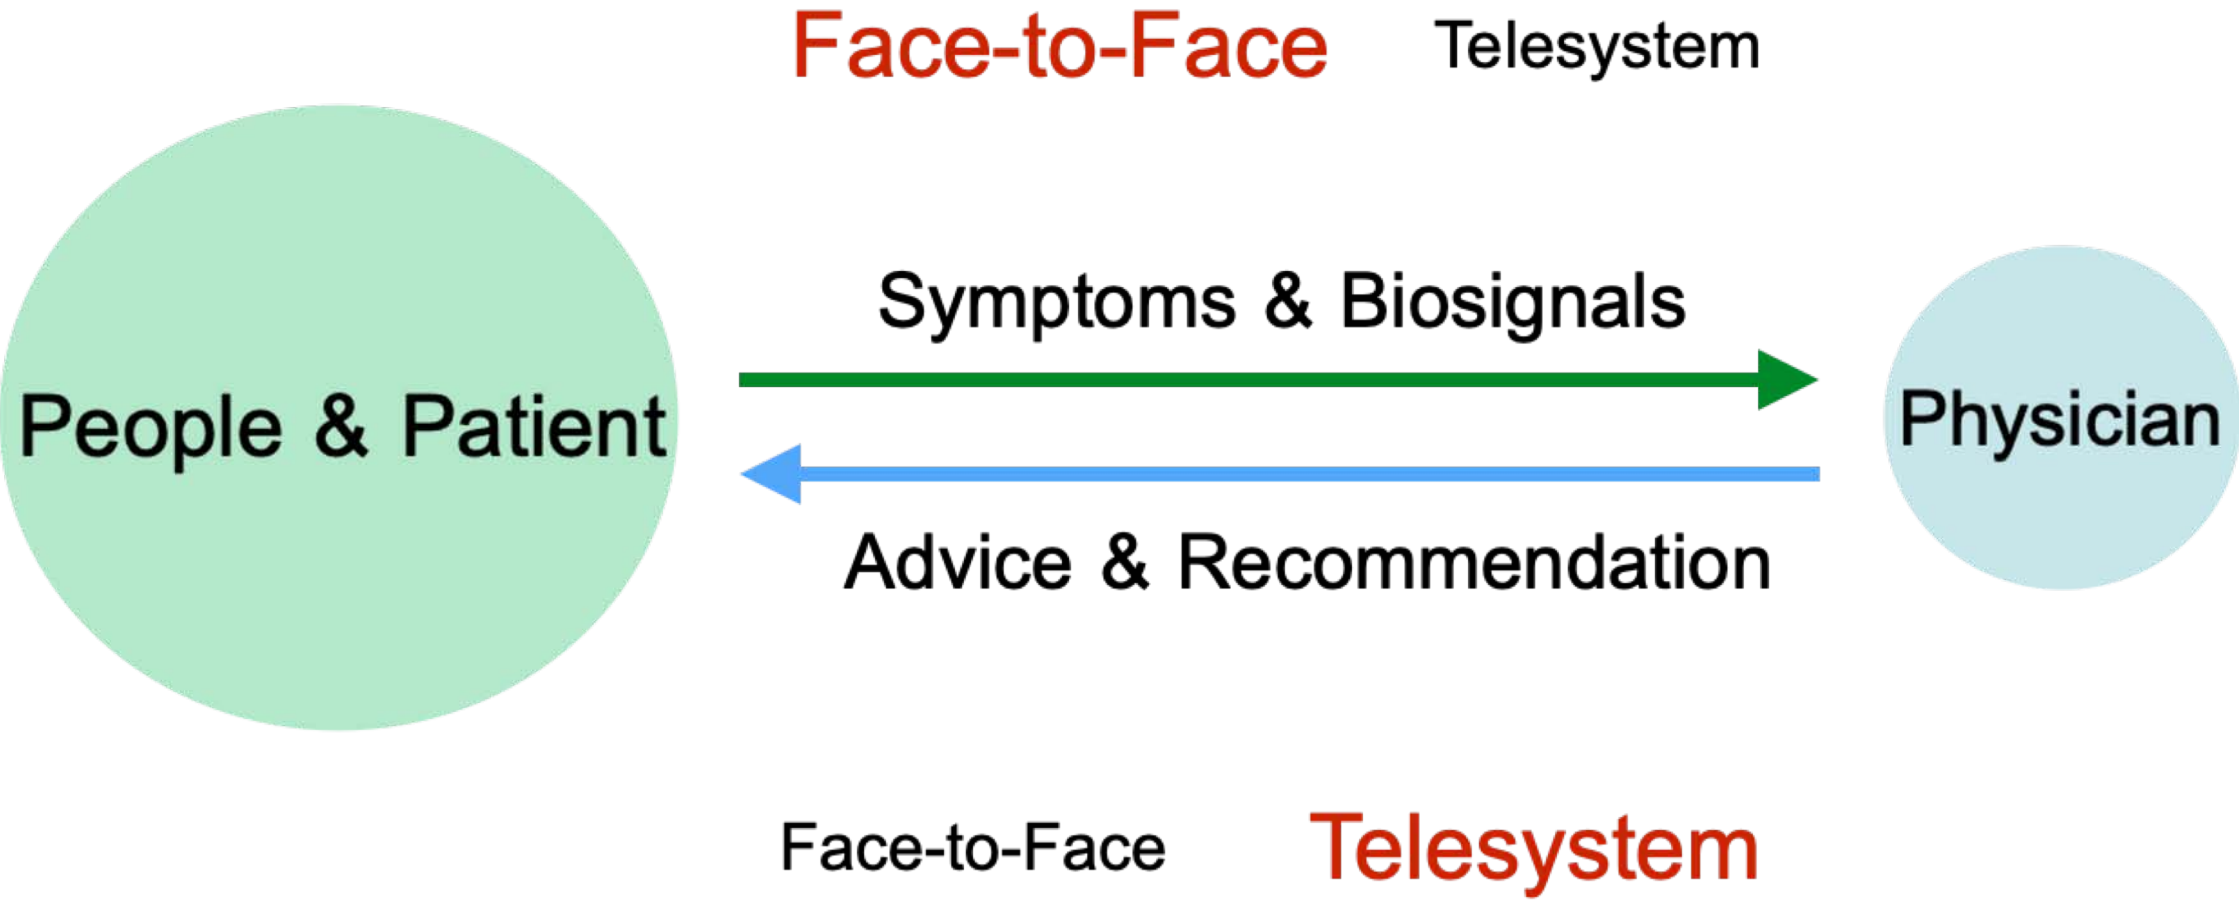 Face-to-Face Telesystem
Symptoms & Biosignals
People & Patient
Physician
Advice & Recommendation
Face-to-Face Telesystem